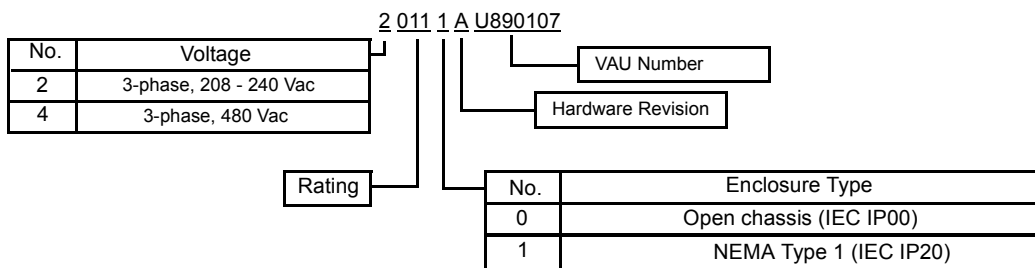 2 011 1 A U890107
No. Voltage
2 3-phase, 208 - 240 Vac
4 3-phase, 480 Vac
VAU Number
Hardware Revision
Rating
No. Enclosure Type
0 Open chassis (IEC IP00)
1 NEMA Type 1 (IEC IP20)